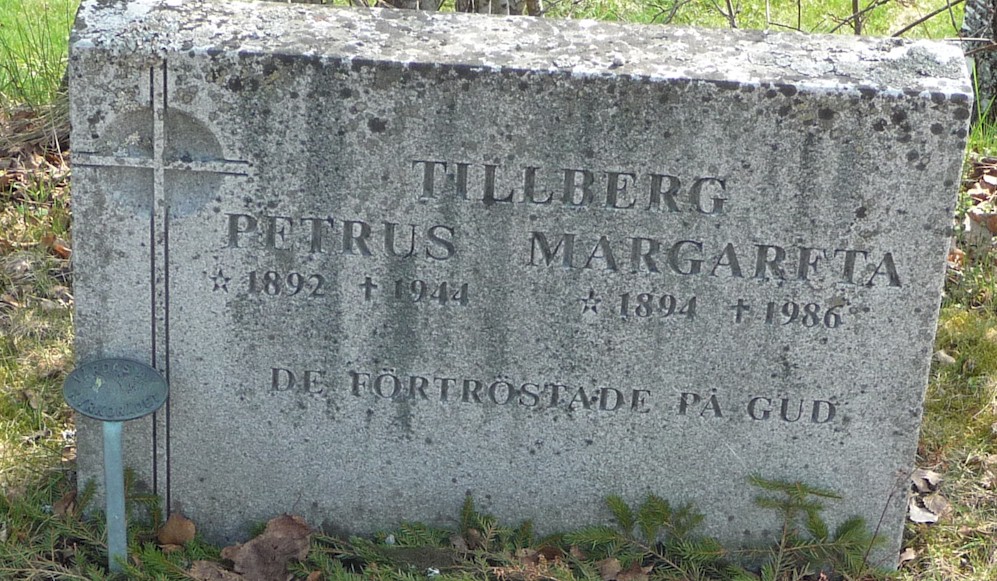 TILLBERG
PETRUS MARGARETA
☆ 1892 † 1944 ☆ 1894 † 1986
DE FÖRTRÖSTADE PÅ GUD